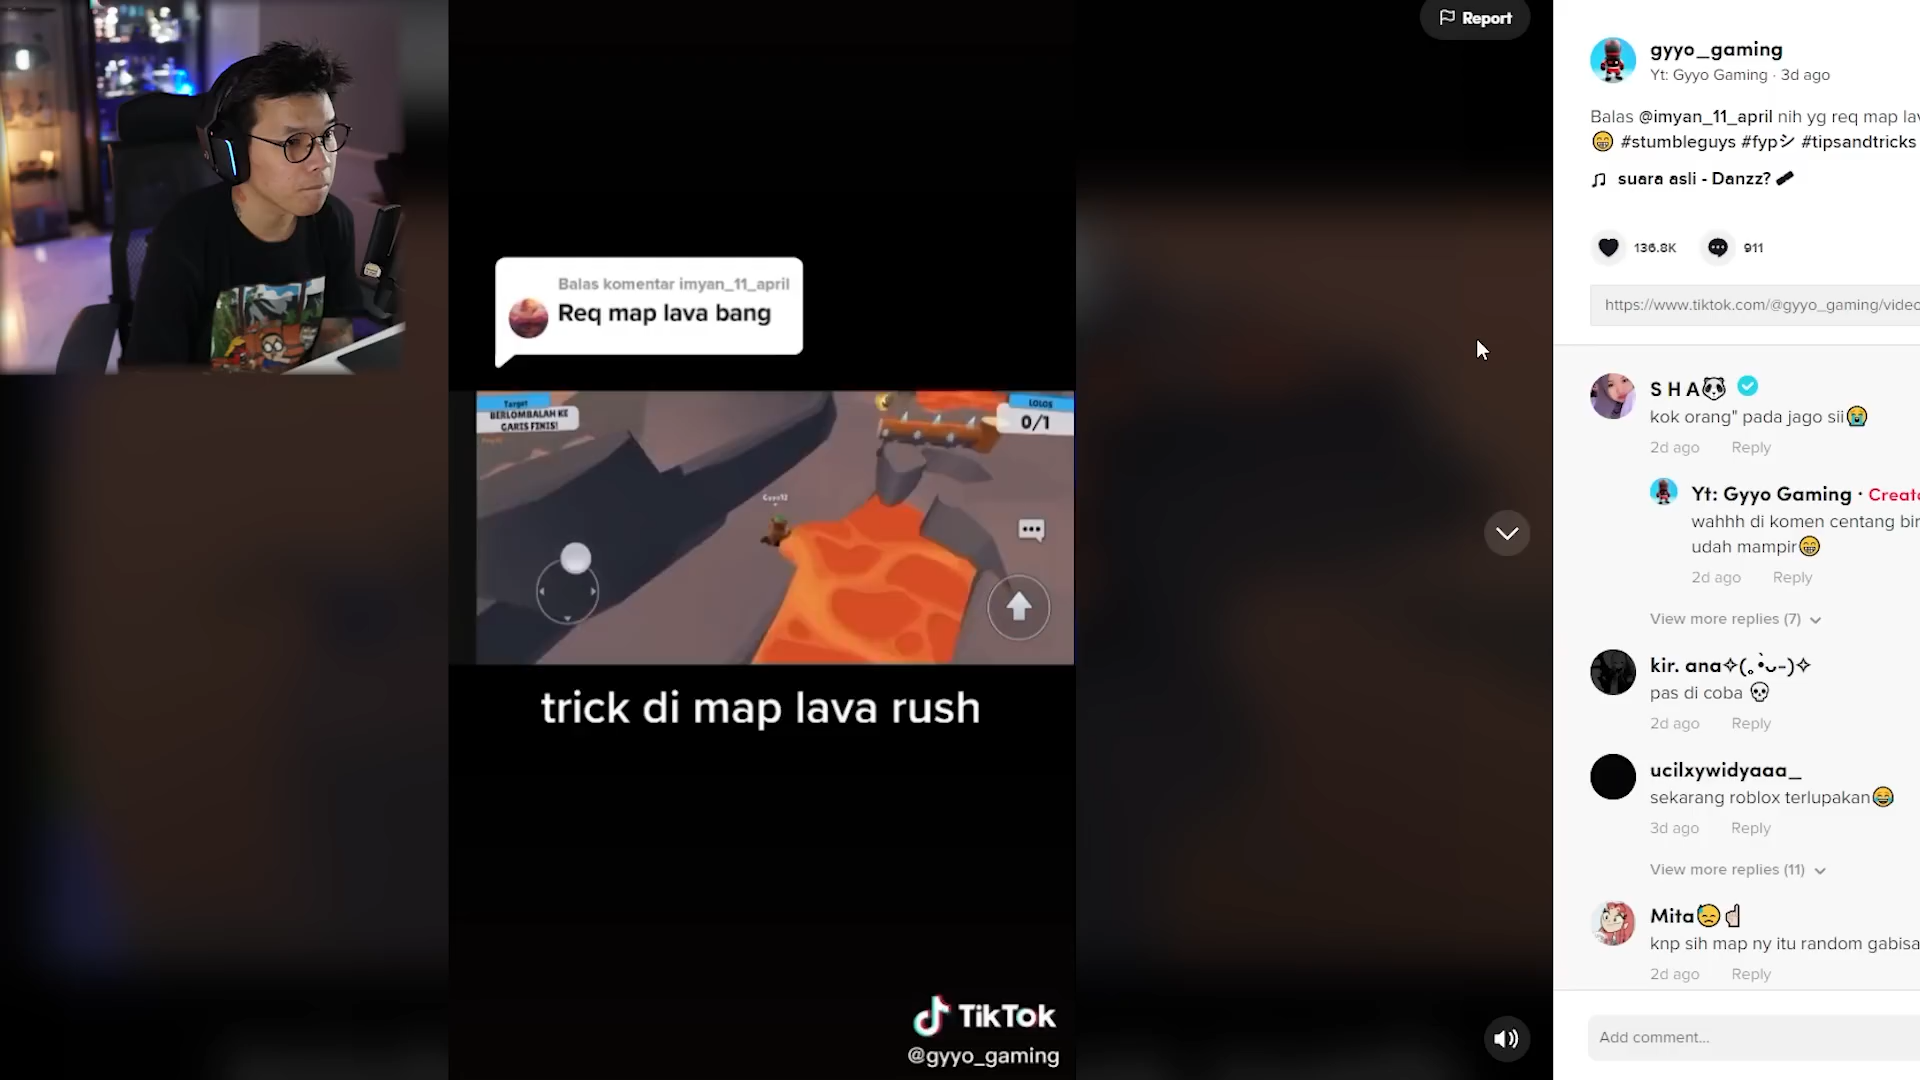 Report
Balas komentar imyan_11_april
Req map lava bang
Target
BERLOMBALAH KE
GARIS FINIS!
LOLOS
0/1
Gyyo12
trick di map lava rush
TikTok
@gyyo_gaming
gyyo_gaming
Yt: Gyyo Gaming · 3d ago
Balas @imyan_11_april nih yg req map
😁 #stumbleguys #fypシ #tipsandtricks
suara asli - Danzz?
136.8K
911
https://www.tiktok.com/@gyyo_gaming/video
S H A🐼
kok orang" pada jago sii😭
2d ago Reply
Yt: Gyyo Gaming ·
wahhh di komen centang
udah mampir😁
2d ago Reply
View more replies (7)
kir. ana✧(｡•̀ᴗ-)✧
pas di coba 💀
2d ago Reply
ucilxywidyaaa_
sekarang roblox terlupakan😂
3d ago Reply
View more replies (11)
Mita😓☝🏻
knp sih map ny itu random gabisa
2d ago Reply
Add comment...